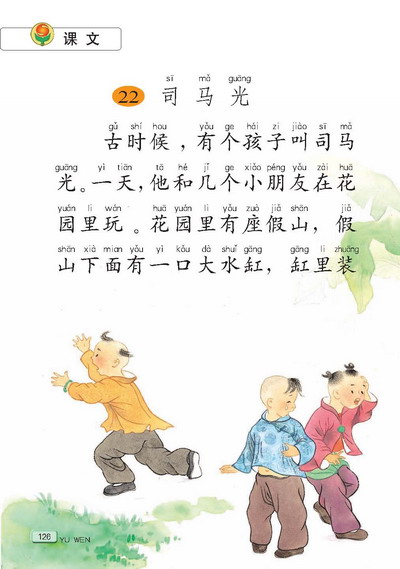 课文
sī mǎ guāng
22 司马光
gǔ shí hou yǒu ge hái zi jiào sī mǎ
古时候，有个孩子叫司马
guāng yì tiān tā hé jǐ ge xiǎo péng yǒu zài huā
光。一天，他和几个小朋友在花
yuán li wán huā yuán li yǒu zuò jiǎ shān jiǎ
园里玩。花园里有座假山，假
shān xià mian yǒu yì kǒu dà shuǐ gāng gāng li zhuāng
山下面有一口大水缸，缸里装
126 YU WEN